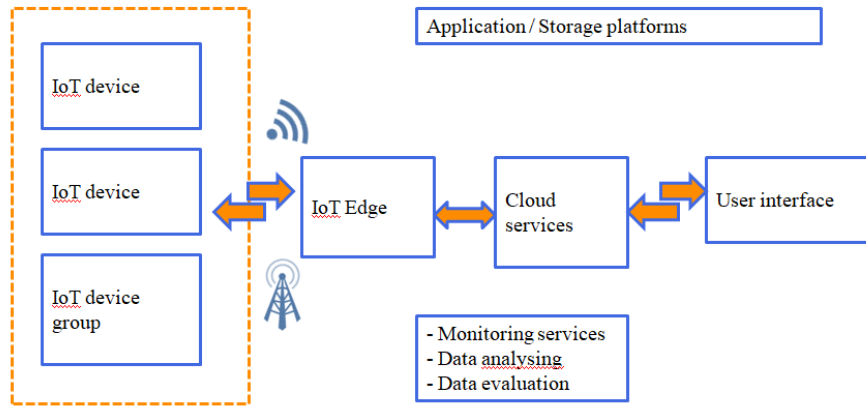 Application / Storage platforms
IoT device
IoT device
IoT device
group
IoT Edge
Cloud
services
User interface
- Monitoring services
- Data analysing
- Data evaluation